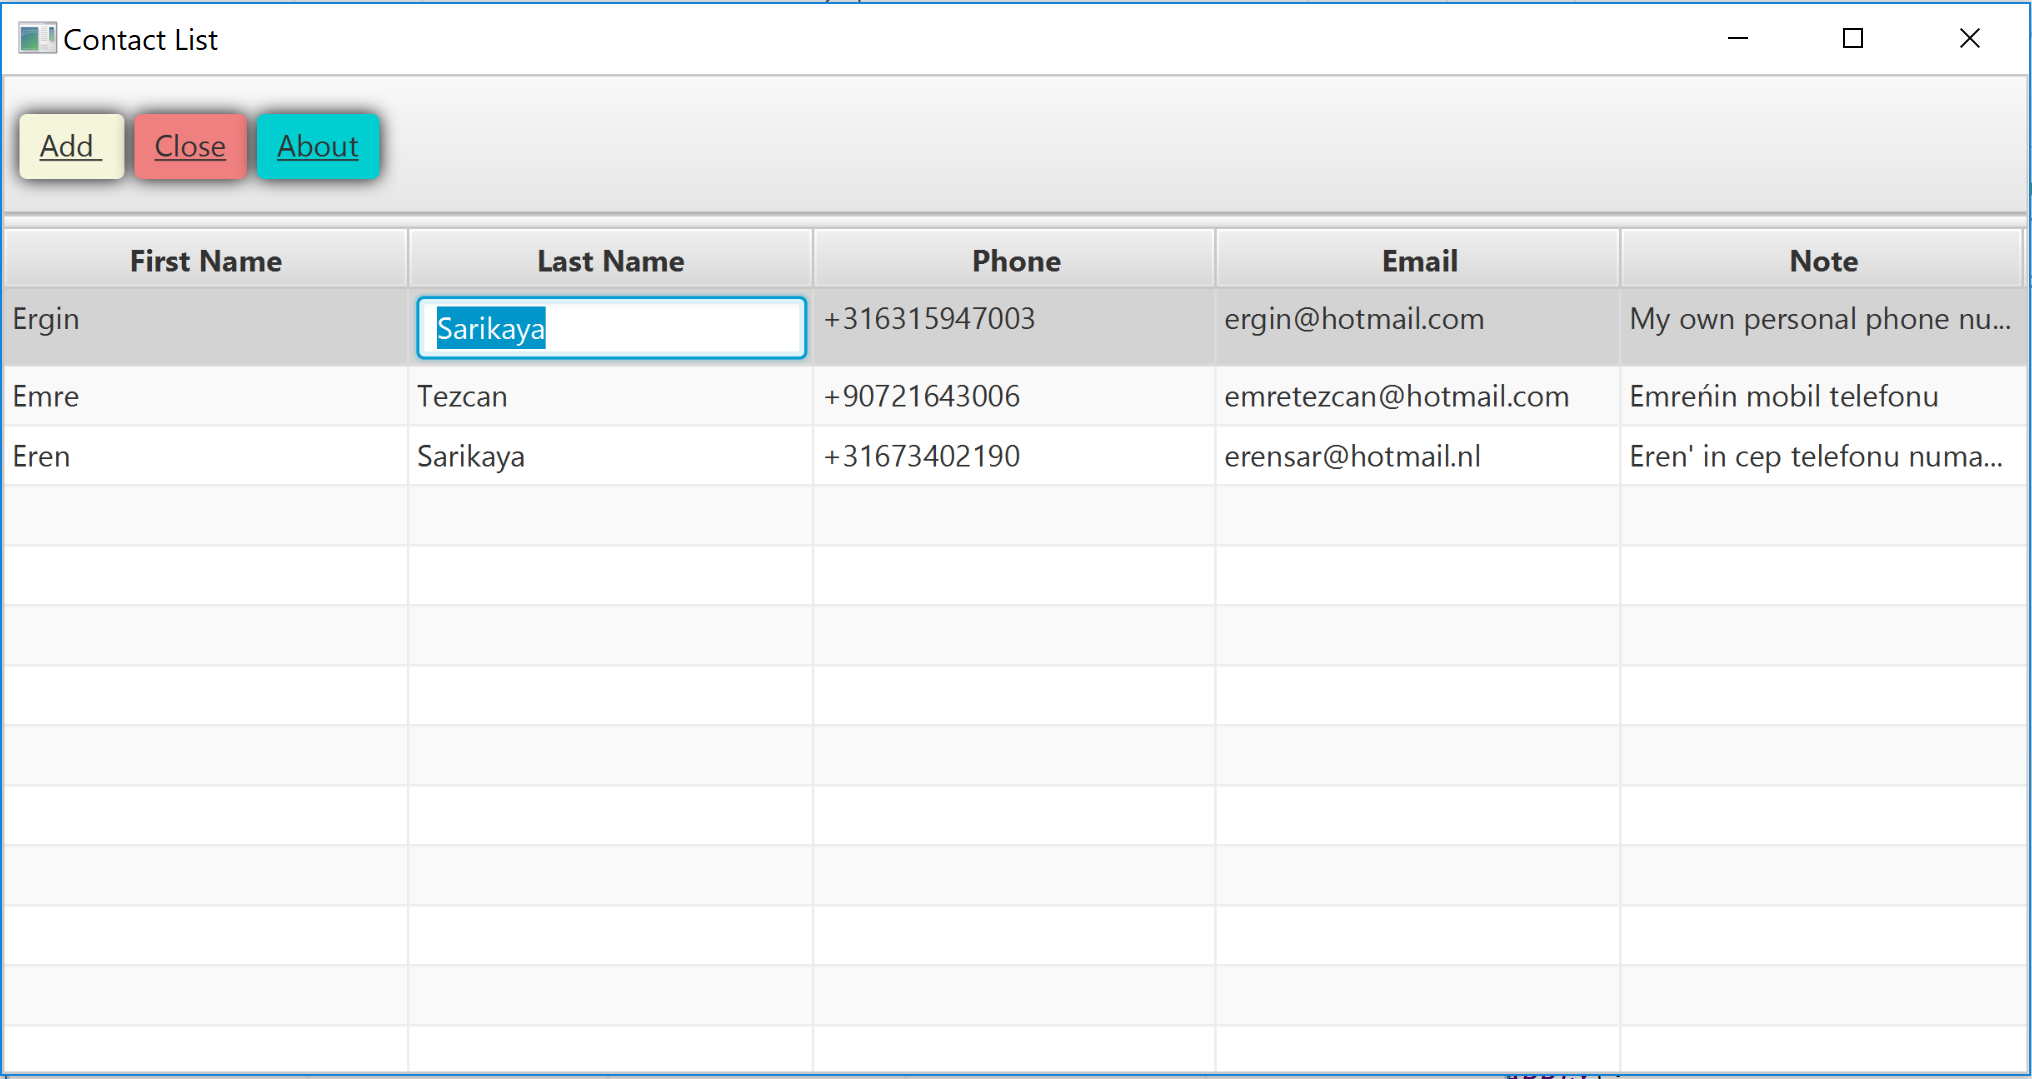 Contact List
Add Close About
First Name Last Name Phone Email Note
Ergin Sarikaya +316315947003 ergin@hotmail.com My own personal phone nu...
Emre Tezcan +90721643006 emretezcan@hotmail.com Emreńin mobil telefonu
Eren Sarikaya +31673402190 erensar@hotmail.nl Eren' in cep telefonu numa...